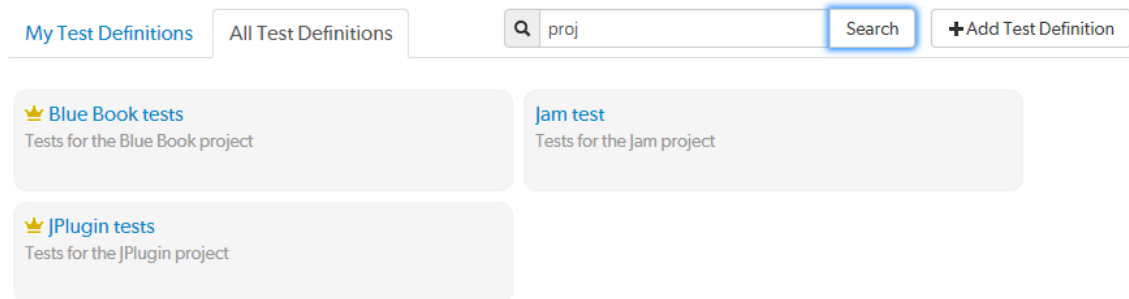 My Test Definitions
All Test Definitions
proj
Search
+Add Test Definition
Blue Book tests
Tests for the Blue Book project
Jam test
Tests for the Jam project
JPlugin tests
Tests for the JPlugin project